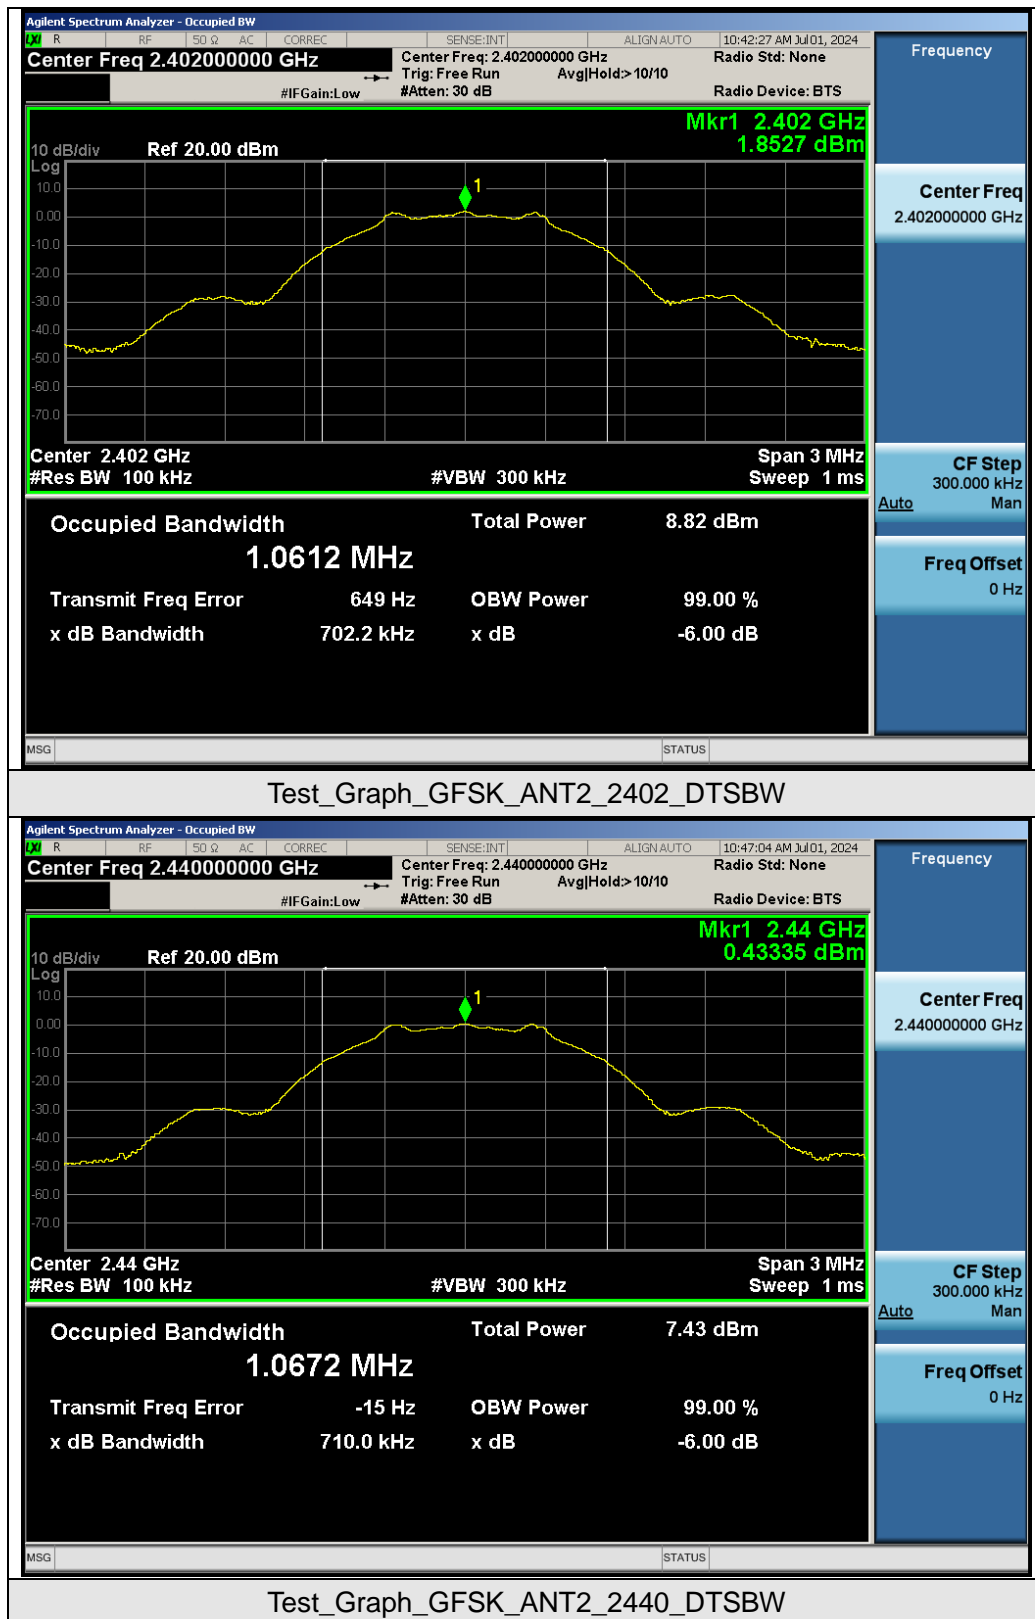 Agilent Spectrum Analyzer - Occupied BW
LXI R RF 50 Ω AC CORREC SENSE:INT ALIGN AUTO 10:42:27 AM Jul 01, 2024
Center Freq 2.402000000 GHz
Center Freq: 2.402000000 GHz
Radio Std: None
Trig: Free Run Avg|Hold:> 10/10
#IFGain:Low #Atten: 30 dB Radio Device: BTS
Mkr1 2.402 GHz
1.8527 dBm
10 dB/div Ref 20.00 dBm
Log
10.0
1
0.00
-10.0
-20.0
-30.0
-40.0
-50.0
-60.0
-70.0
Center 2.402 GHz Span 3 MHz
#Res BW 100 kHz #VBW 300 kHz Sweep 1 ms
Occupied Bandwidth Total Power 8.82 dBm
1.0612 MHz
Transmit Freq Error 649 Hz OBW Power 99.00 %
x dB Bandwidth 702.2 kHz x dB -6.00 dB
MSG STATUS
Frequency
Center Freq
2.402000000 GHz
CF Step
300.000 kHz
Auto Man
Freq Offset
0 Hz
Test_Graph_GFSK_ANT2_2402_DTSBW
Agilent Spectrum Analyzer - Occupied BW
LXI R RF 50 Ω AC CORREC SENSE:INT ALIGN AUTO 10:47:04 AM Jul 01, 2024
Center Freq 2.440000000 GHz
Center Freq: 2.440000000 GHz
Radio Std: None
Trig: Free Run Avg|Hold:> 10/10
#IFGain:Low #Atten: 30 dB Radio Device: BTS
Mkr1 2.44 GHz
0.43335 dBm
10 dB/div Ref 20.00 dBm
Log
10.0
1
0.00
-10.0
-20.0
-30.0
-40.0
-50.0
-60.0
-70.0
Center 2.44 GHz Span 3 MHz
#Res BW 100 kHz #VBW 300 kHz Sweep 1 ms
Occupied Bandwidth Total Power 7.43 dBm
1.0672 MHz
Transmit Freq Error -15 Hz OBW Power 99.00 %
x dB Bandwidth 710.0 kHz x dB -6.00 dB
MSG STATUS
Frequency
Center Freq
2.440000000 GHz
CF Step
300.000 kHz
Auto Man
Freq Offset
0 Hz
Test_Graph_GFSK_ANT2_2440_DTSBW